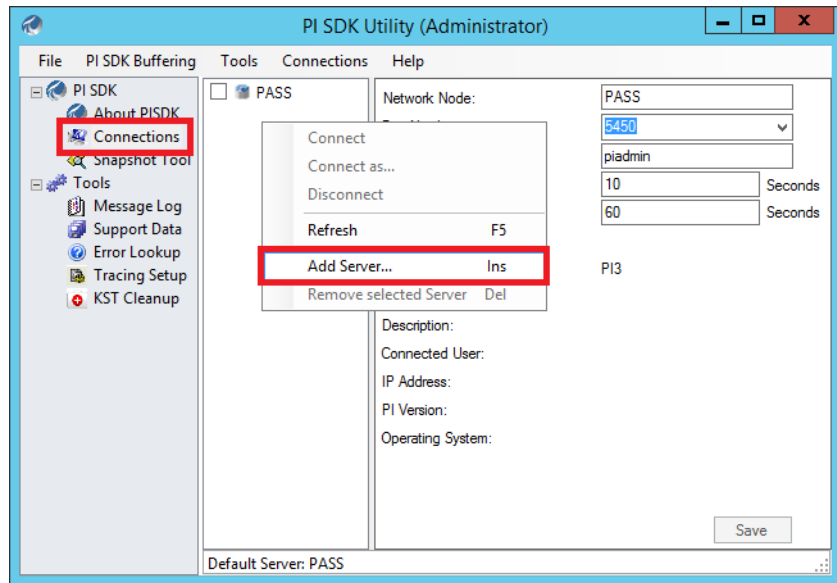 PI SDK Utility (Administrator)
File PI SDK Buffering Tools Connections Help
PI SDK
About PISDK
Connections
Snapshot Tool
Tools
Message Log
Support Data
Error Lookup
Tracing Setup
KST Cleanup
PASS
Connect
Connect as...
Disconnect
Refresh F5
Add Server... Ins
Remove selected Server Del
Network Node: PASS
5450
piadmin
10 Seconds
60 Seconds
PI3
Description:
Connected User:
IP Address:
PI Version:
Operating System:
Save
Default Server: PASS